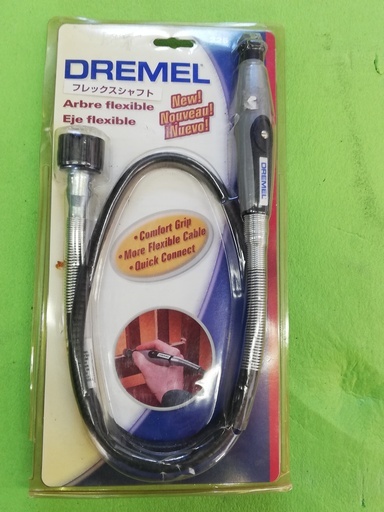 DREMEL
フレックスシャフト
Arbre flexible
Eje flexible
New!
Nouveau!
¡Nuevo!
DREMEL
• Comfort Grip
• More Flexible Cable
• Quick Connect